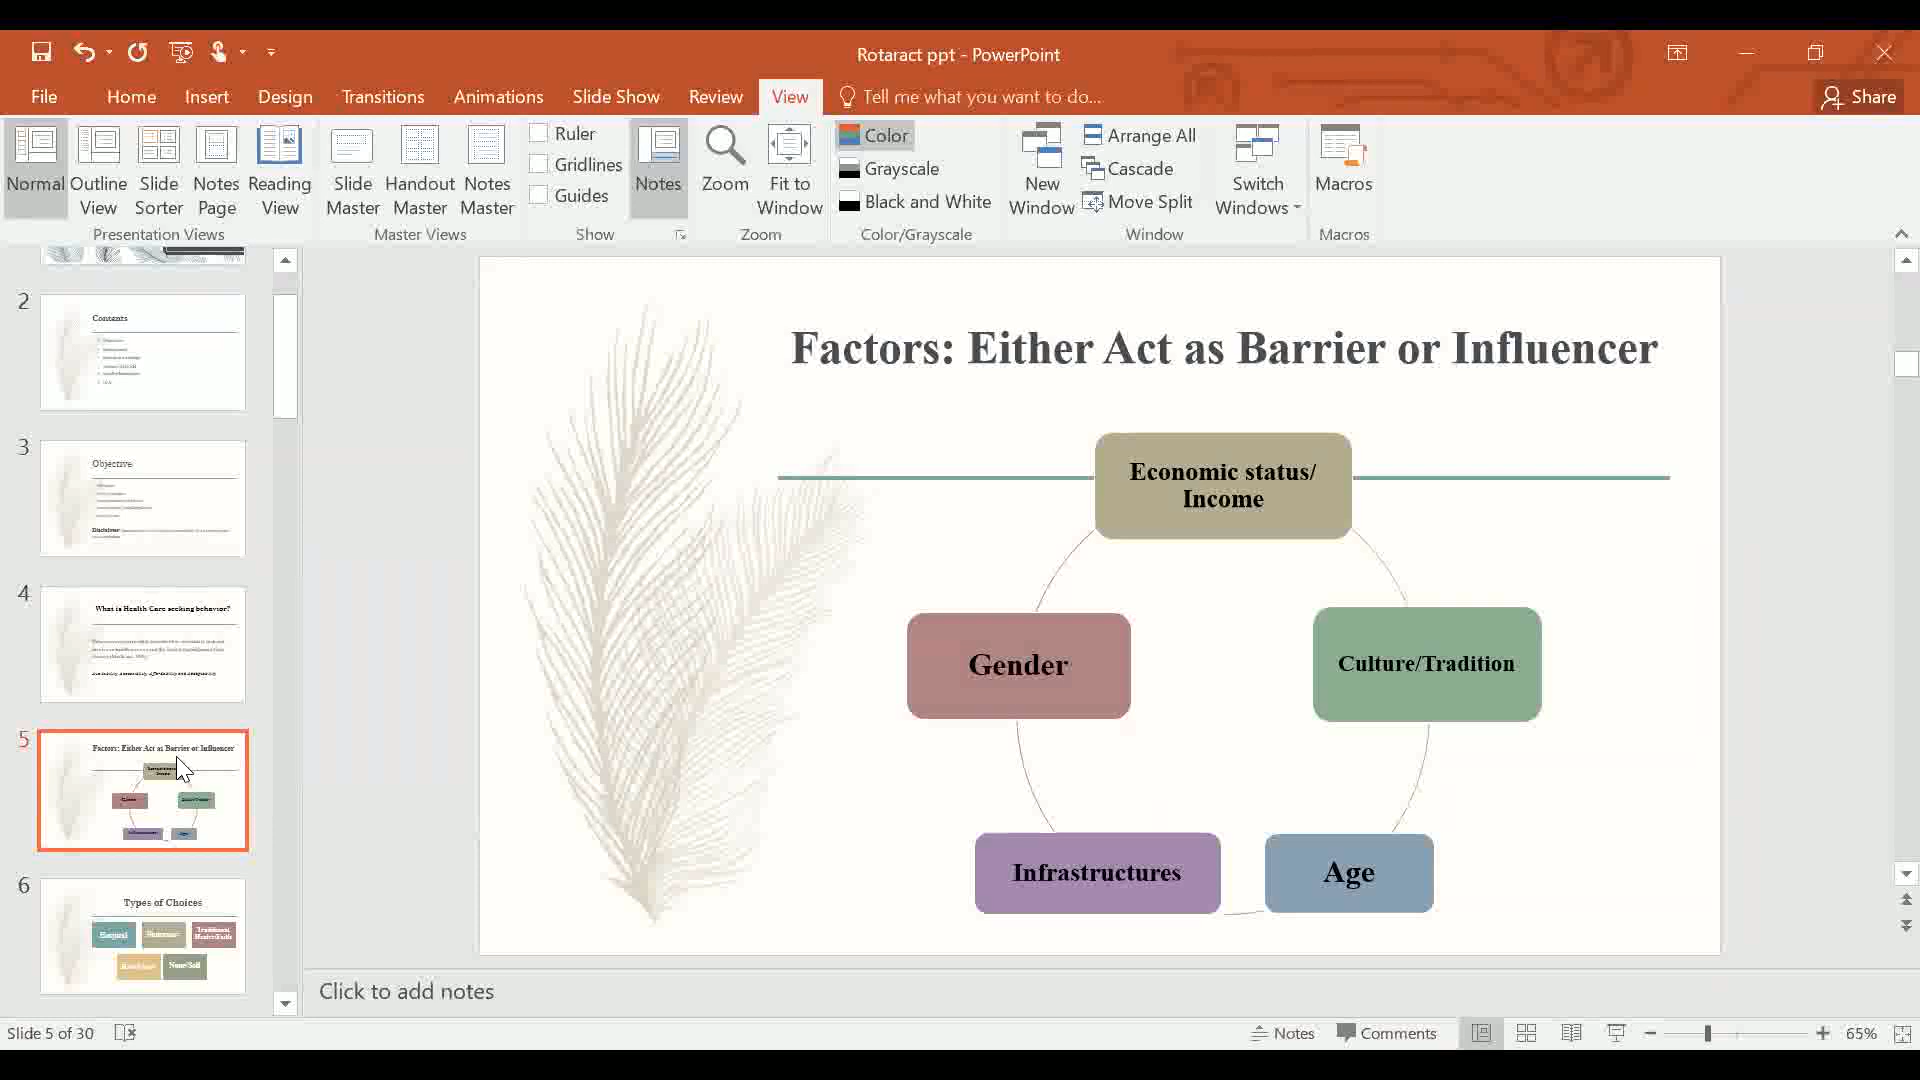 Rotaract ppt - PowerPoint
File Home Insert Design Transitions Animations Slide Show Review View Tell me what you want to do... Share
Normal
Outline View
Slide Sorter
Notes Page
Reading View
Presentation Views
Slide Master
Handout Master
Notes Master
Master Views
Ruler
Gridlines
Guides
Show
Notes
Zoom
Fit to Window
Zoom
Color
Grayscale
Black and White
Color/Grayscale
New Window
Arrange All
Cascade
Move Split
Switch Windows
Window
Macros
Macros
2
Contents
3
Objective
Disclaimer
4
What is Health Care seeking behavior?
5
Factors: Either Act as Barrier or Influencer
6
Types of Choices
Hospital
Traditional
None/Self
Factors: Either Act as Barrier or Influencer
Economic status/
Income
Gender
Culture/Tradition
Infrastructures
Age
Click to add notes
Slide 5 of 30
Notes
Comments
65%